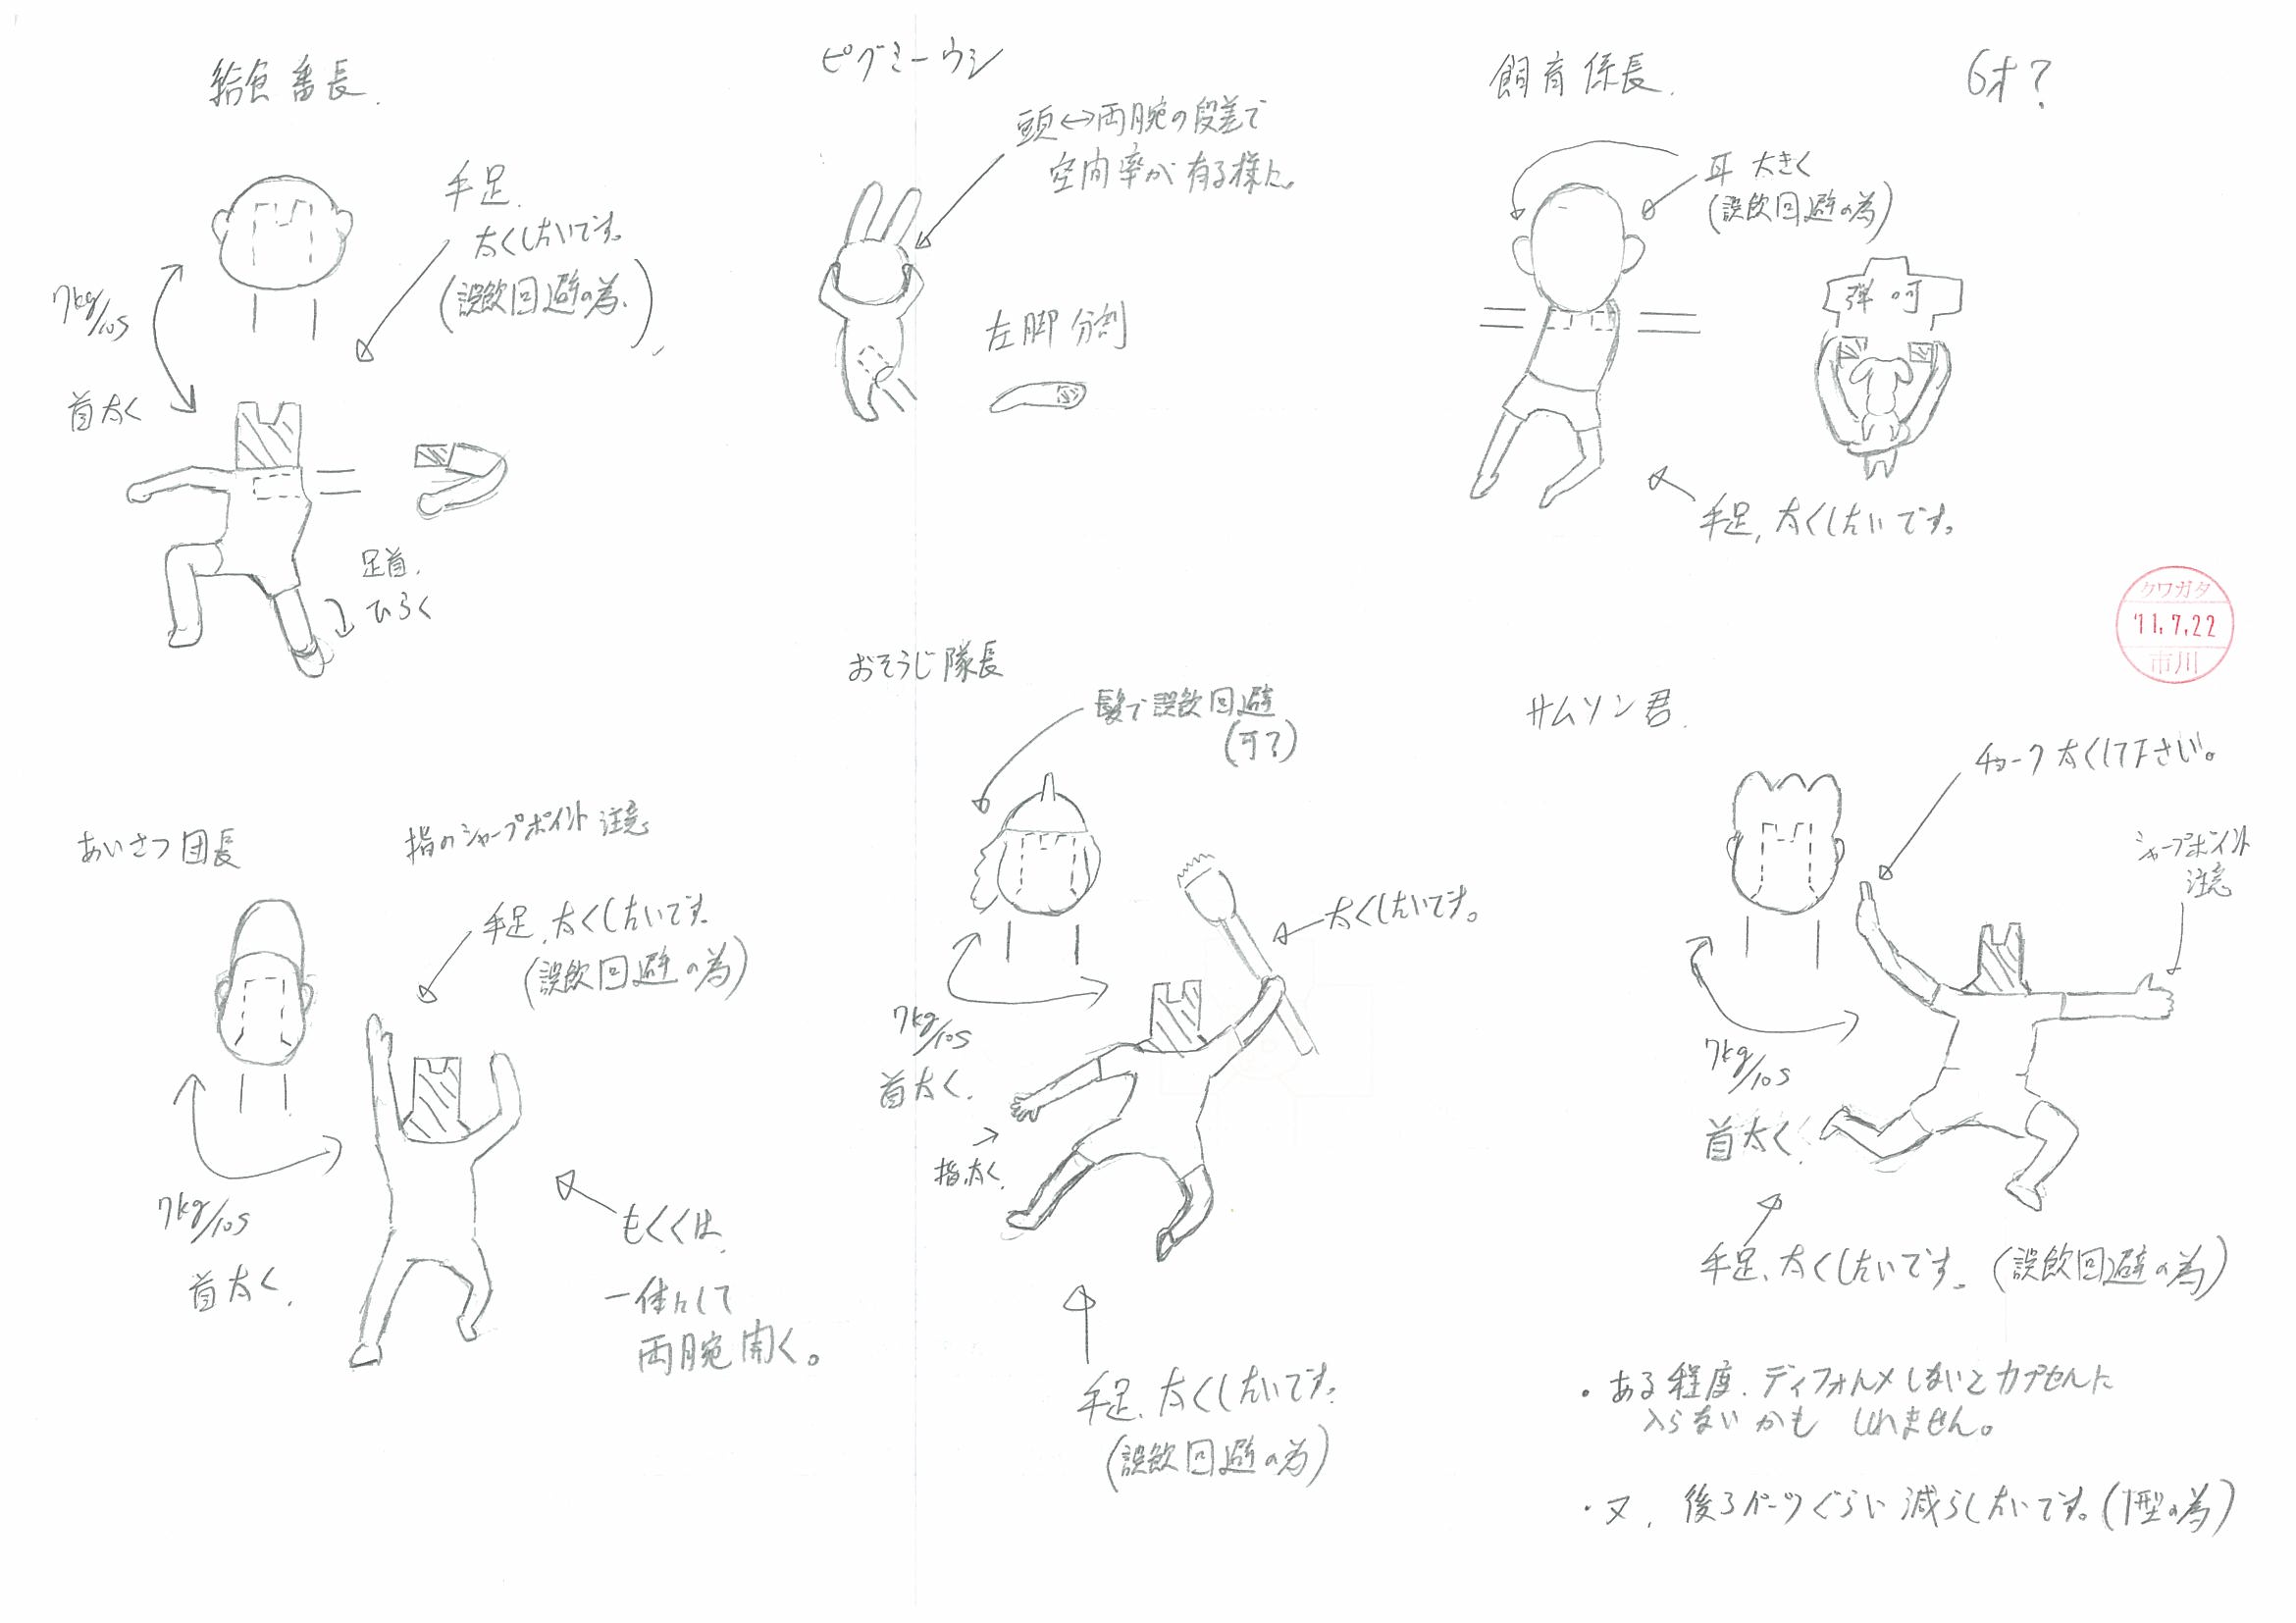 給食番長.
手足.
太くしたいです。
(誤飲回避の為.)
7kg/10s
首太く
足首.
ひらく
ピグミーウシ
頭↔両腕の段差で
空間率が有る様に。
左脚分割
飼育係長.
6才?
耳 大きく
(誤飲回避の為)
弾
手足, 太くしたいです。
クワガタ
'11.7.22
市川
あいさつ団長
指のシャープポイント注意
手足, 太くしたいです.
(誤飲回避の為)
7kg/10s
首太く.
もしくは,
一体にして
両腕開く。
おそうじ隊長
髪で誤飲回避
(可?)
太くしたいです。
7kg/10s
首太く.
指太く.
手足, 太くしたいです.
(誤飲回避の為)
サムソン君.
チョーク太くして下さい。
シャープポイント
注意
7kg/10s
首太く.
手足, 太くしたいです. (誤飲回避の為)
・ある程度, ディフォルメしないとカプセルに
入らないかも しれません。
・又, 後3パーツぐらい減らしたいです。(1型の為)